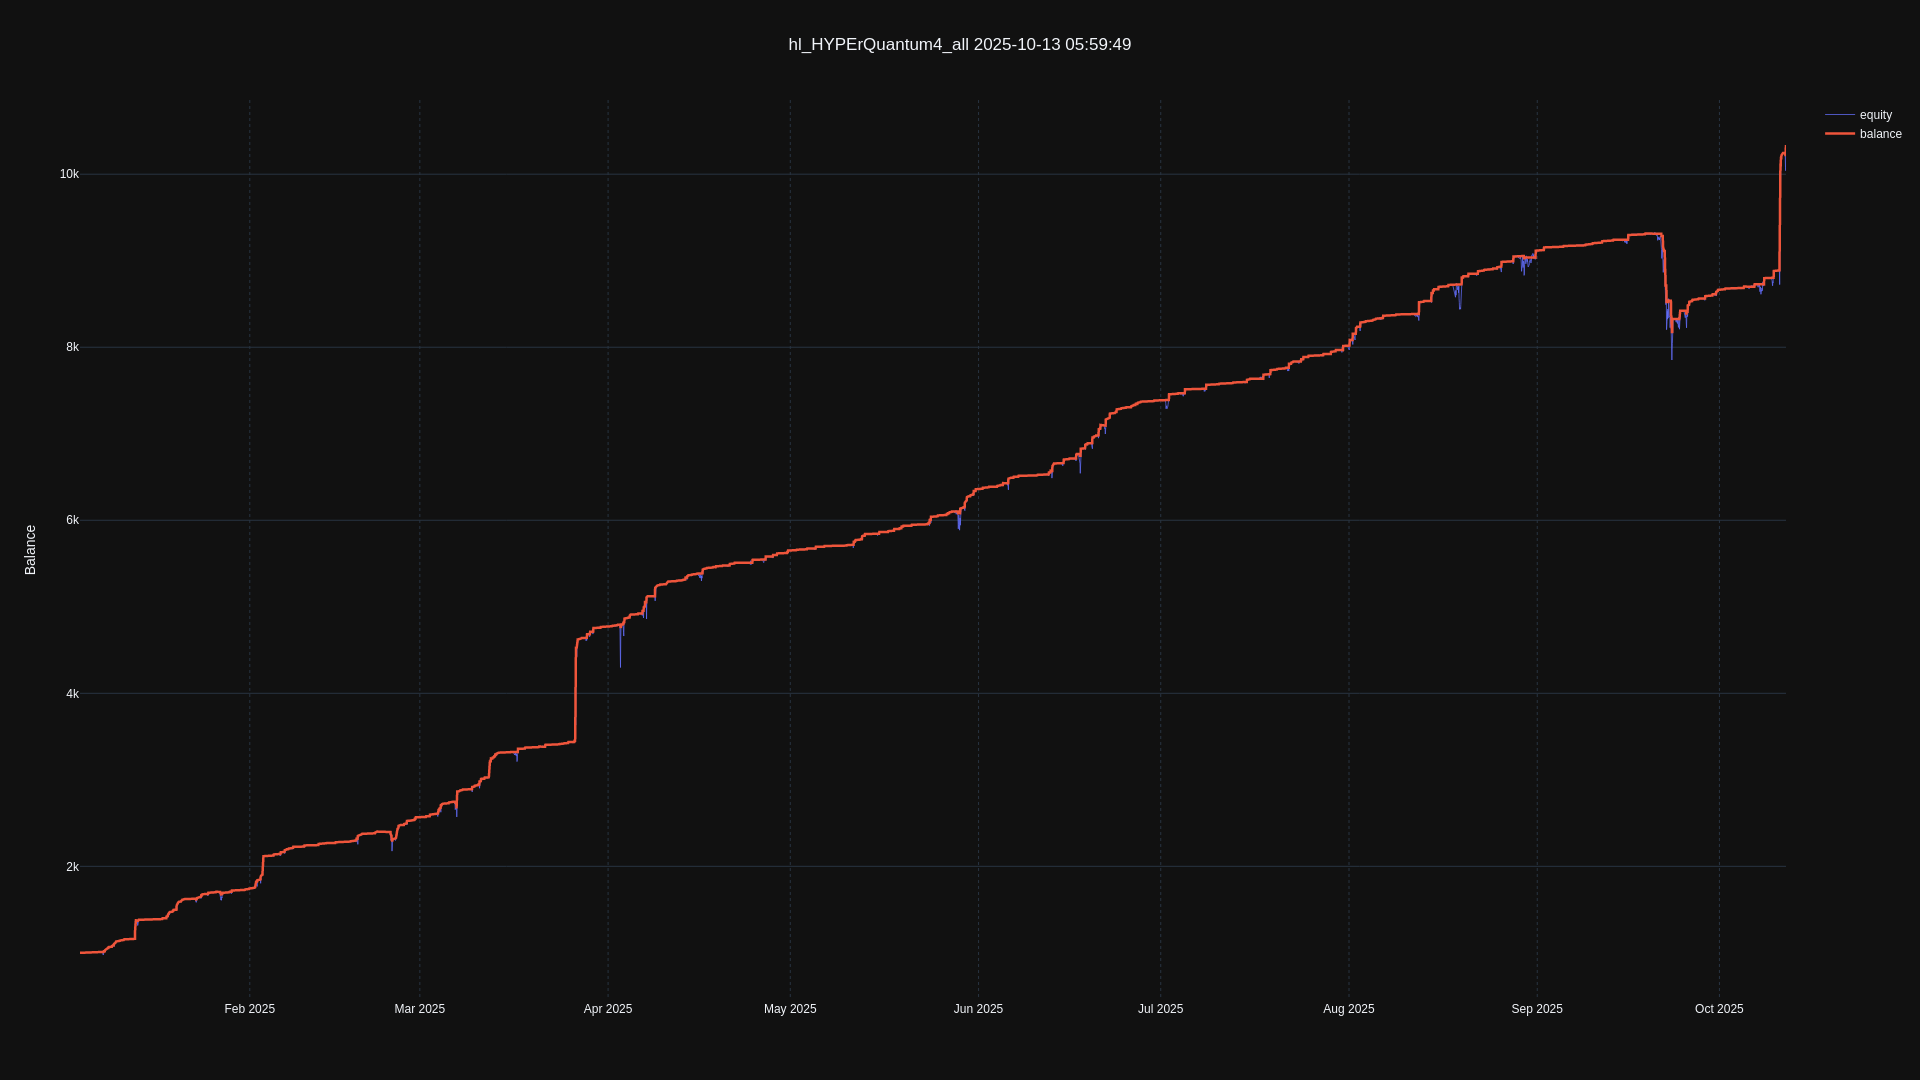 hl_HYPErQuantum4_all 2025-10-13 05:59:49
equity
balance
10k
8k
6k
4k
2k
Balance
Feb 2025
Mar 2025
Apr 2025
May 2025
Jun 2025
Jul 2025
Aug 2025
Sep 2025
Oct 2025